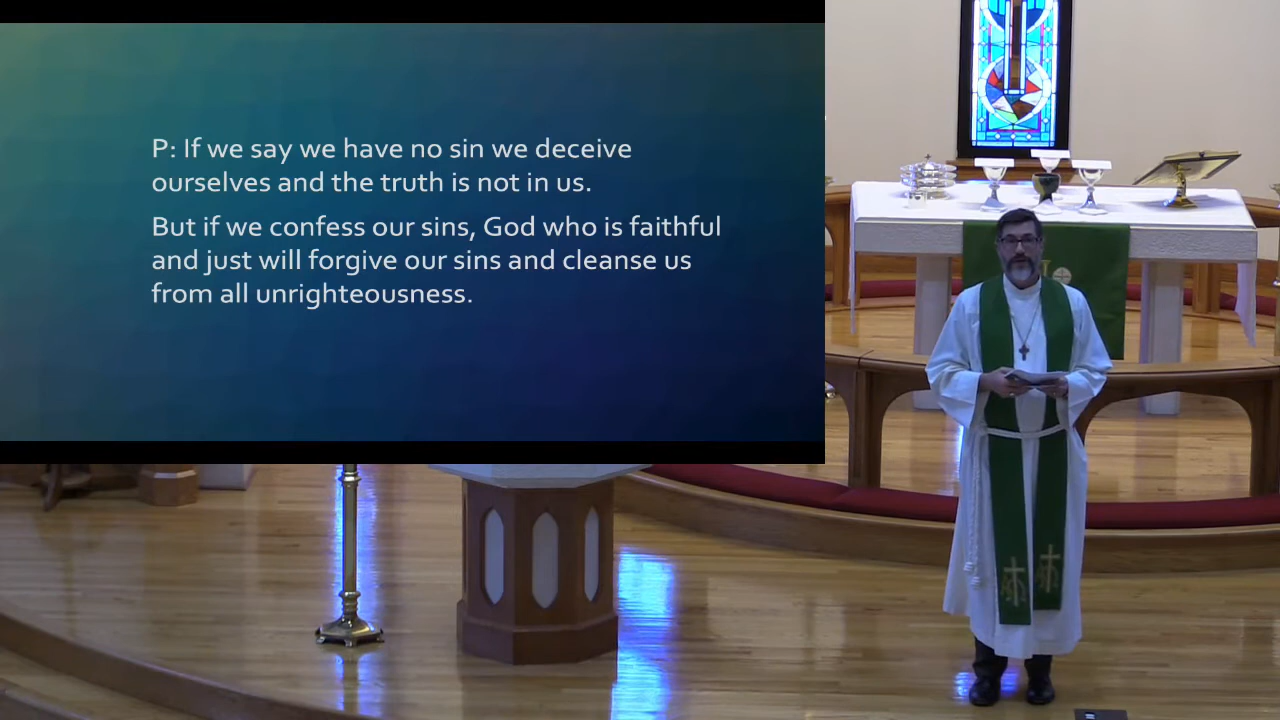 P: If we say we have no sin we deceive
ourselves and the truth is not in us.
But if we confess our sins, God who is faithful
and just will forgive our sins and cleanse us
from all unrighteousness.